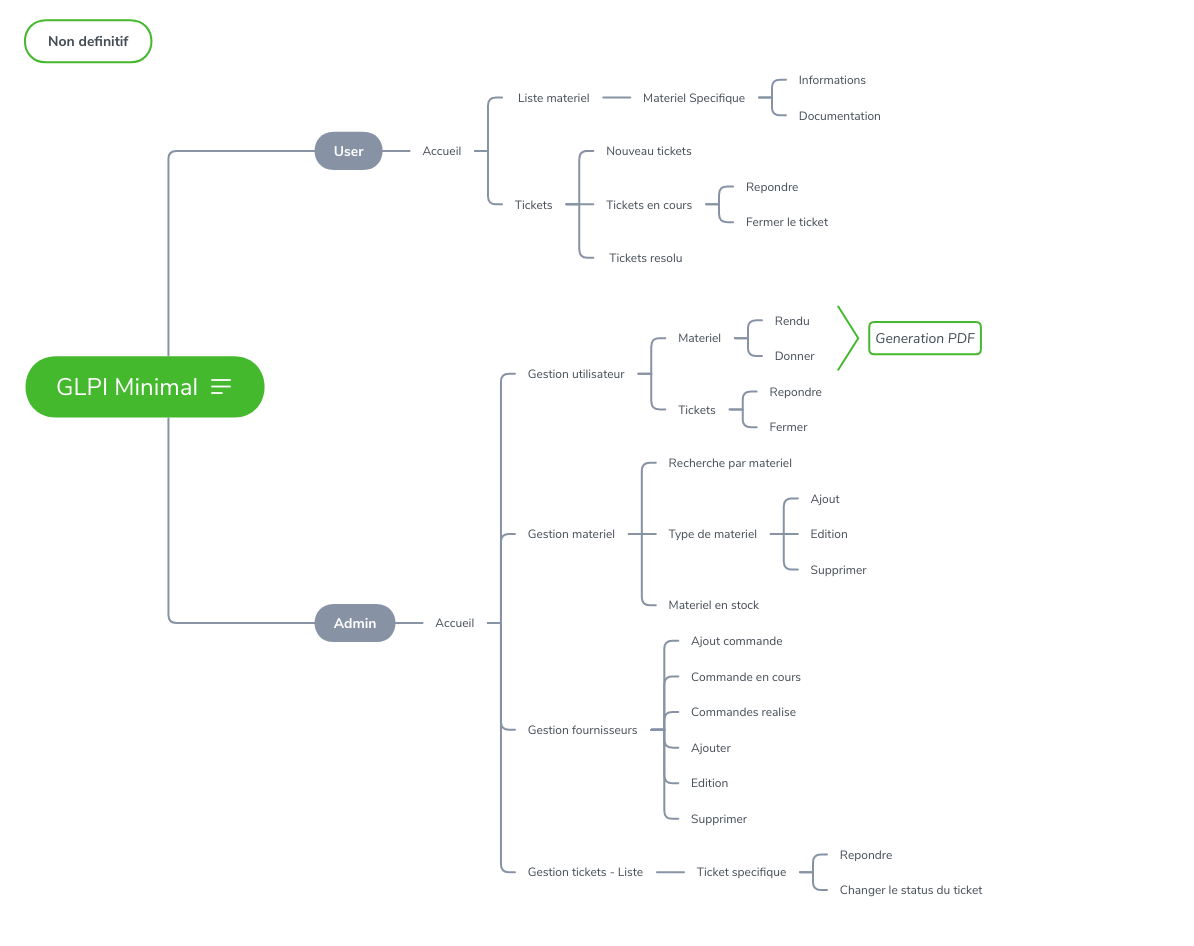 Non definitif
GLPI Minimal
User
Accueil
Liste materiel
Materiel Specifique
Informations
Documentation
Tickets
Nouveau tickets
Tickets en cours
Repondre
Fermer le ticket
Tickets resolu
Admin
Accueil
Gestion utilisateur
Materiel
Rendu
Donner
Generation PDF
Tickets
Repondre
Fermer
Gestion materiel
Recherche par materiel
Type de materiel
Ajout
Edition
Supprimer
Materiel en stock
Gestion fournisseurs
Ajout commande
Commande en cours
Commandes realise
Ajouter
Edition
Supprimer
Gestion tickets - Liste
Ticket specifique
Repondre
Changer le status du ticket